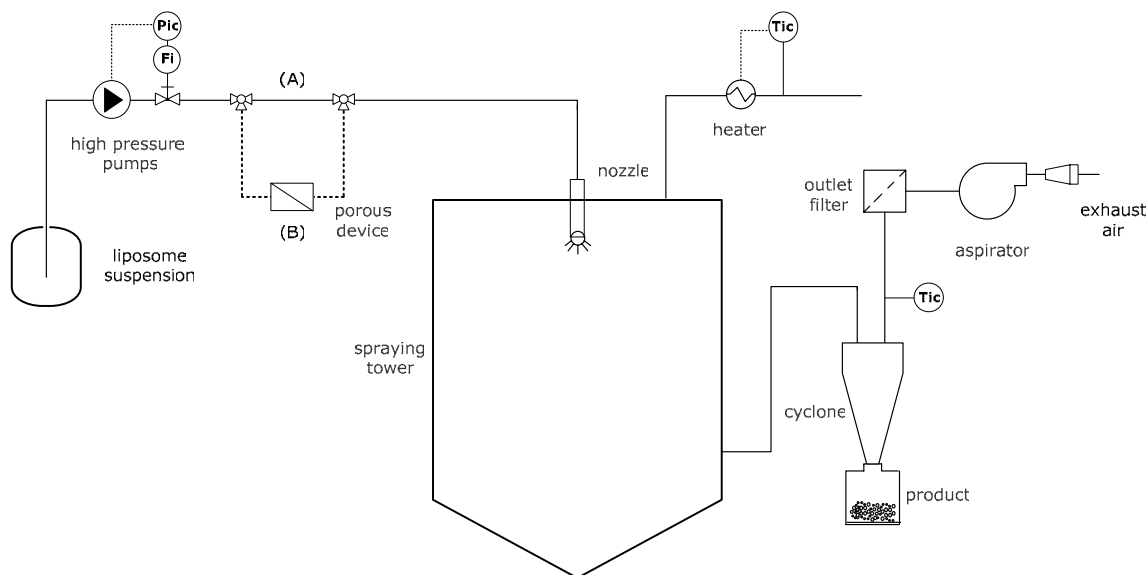 Pic
Fi
(A)
high pressure
pumps
porous
device
(B)
liposome
suspension
nozzle
Tic
heater
outlet
filter
exhaust
air
aspirator
Tic
spraying
tower
cyclone
product